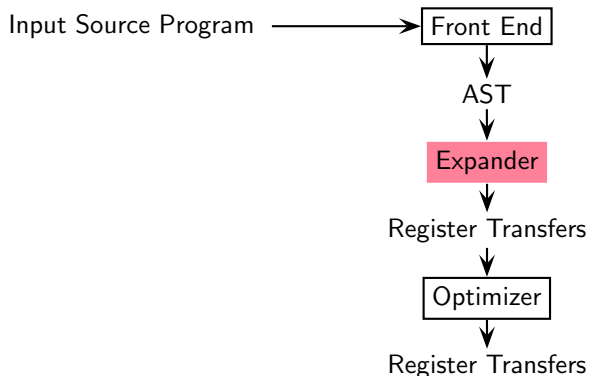 Input Source Program
Front End
AST
Expander
Register Transfers
Optimizer
Register Transfers